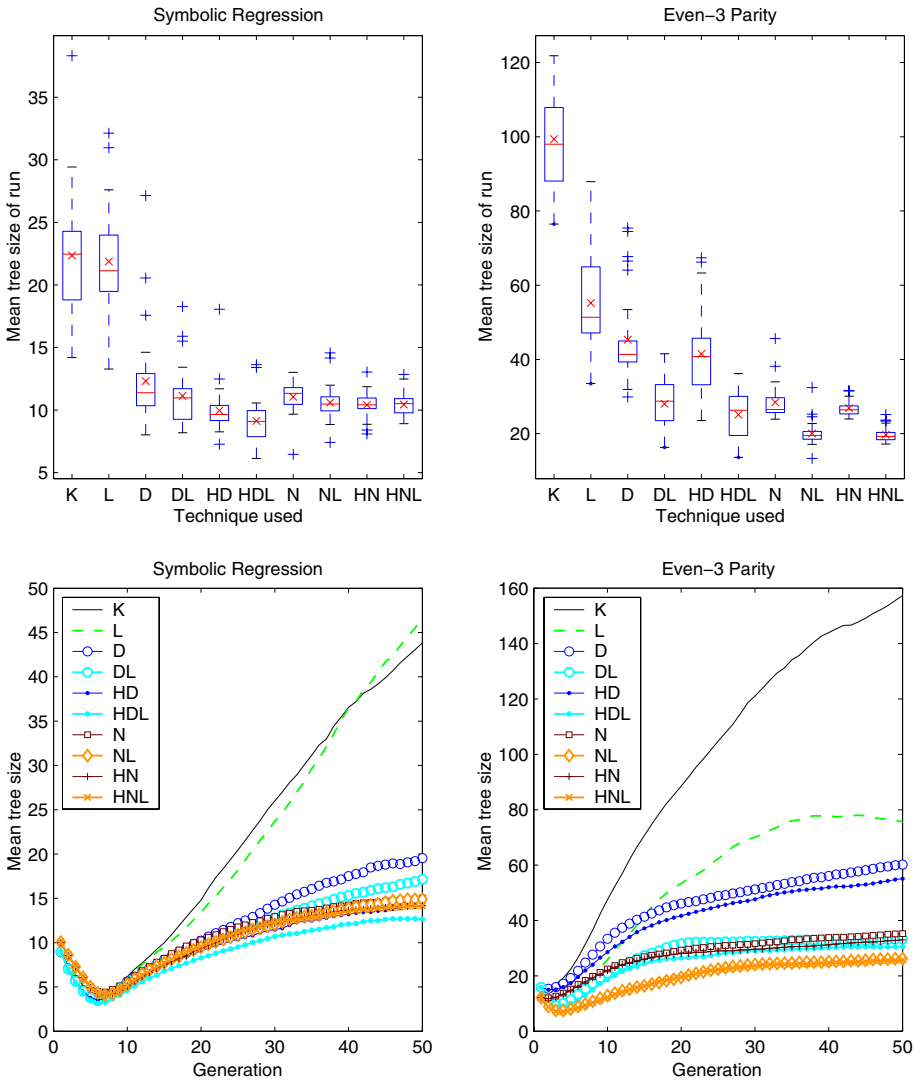 Symbolic Regression
Mean tree size of run
35
30
25
20
15
10
5
K L D DL HD HDL N NL HN HNL
Technique used
Even-3 Parity
Mean tree size of run
120
100
80
60
40
20
K L D DL HD HDL N NL HN HNL
Technique used
Symbolic Regression
Mean tree size
50
45
40
35
30
25
20
15
10
5
0
K
L
D
DL
HD
HDL
N
NL
HN
HNL
0 10 20 30 40 50
Generation
Even-3 Parity
Mean tree size
160
140
120
100
80
60
40
20
0
K
L
D
DL
HD
HDL
N
NL
HN
HNL
0 10 20 30 40 50
Generation